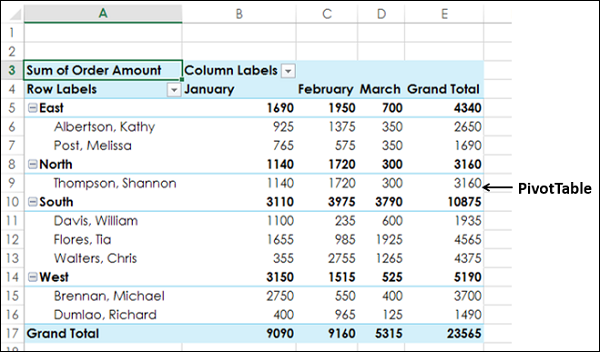 A B C D E
1
2
3 Sum of Order Amount Column Labels
4 Row Labels January February March Grand Total
5 East 1690 1950 700 4340
6 Albertson, Kathy 925 1375 350 2650
7 Post, Melissa 765 575 350 1690
8 North 1140 1720 300 3160
9 Thompson, Shannon 1140 1720 300 3160 PivotTable
10 South 3110 3975 3790 10875
11 Davis, William 1100 235 600 1935
12 Flores, Tia 1655 985 1925 4565
13 Walters, Chris 355 2755 1265 4375
14 West 3150 1515 525 5190
15 Brennan, Michael 2750 550 400 3700
16 Dumlao, Richard 400 965 125 1490
17 Grand Total 9090 9160 5315 23565